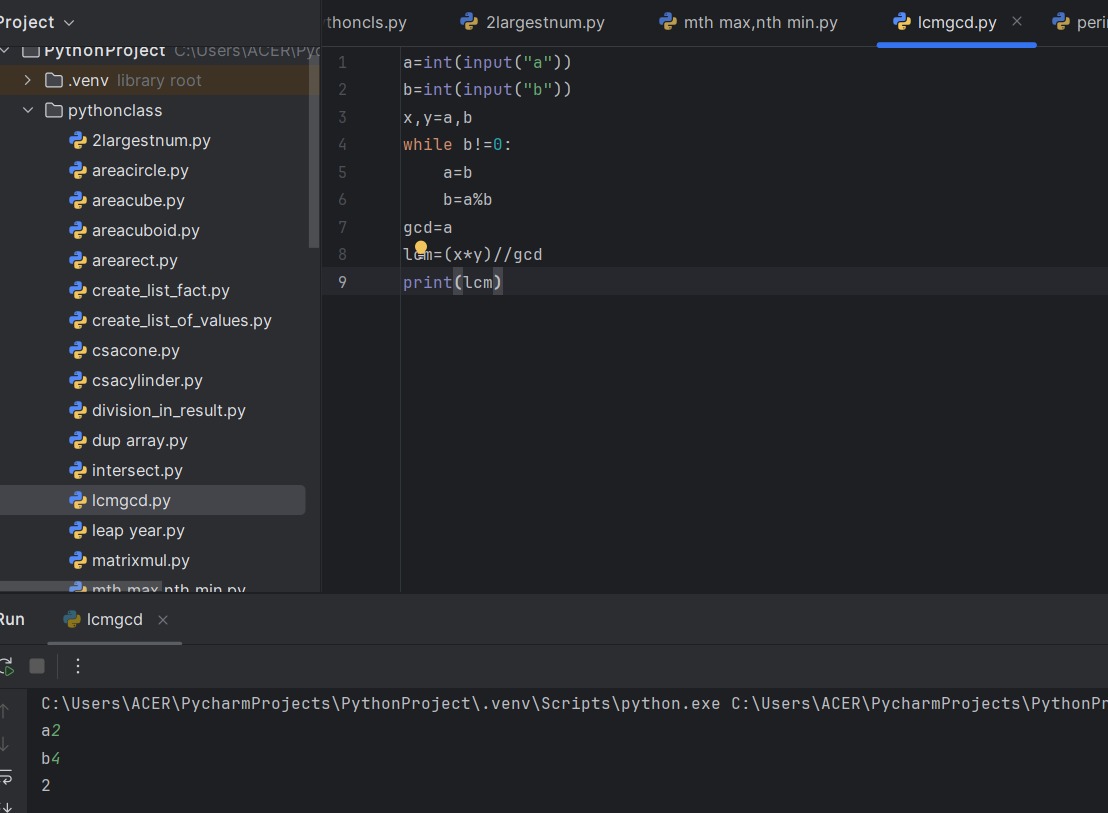 Project
thoncls.py
2largestnum.py
mth max,nth min.py
lcmgcd.py
PythonProject C:\Users\ACER\Pyc
.venv library root
pythonclass
2largestnum.py
areacircle.py
areacube.py
areacuboid.py
arearect.py
create_list_fact.py
create_list_of_values.py
csacone.py
csacylinder.py
division_in_result.py
dup array.py
intersect.py
lcmgcd.py
leap year.py
matrixmul.py
mth max,nth min.py
1 a=int(input("a"))
2 b=int(input("b"))
3 x,y=a,b
4 while b!=0:
5 a=b
6 b=a%b
7 gcd=a
8 lcm=(x*y)//gcd
9 print(lcm)
Run
lcmgcd
C:\Users\ACER\PycharmProjects\PythonProject\.venv\Scripts\python.exe C:\Users\ACER\PycharmProjects\PythonPr
a2
b4
2